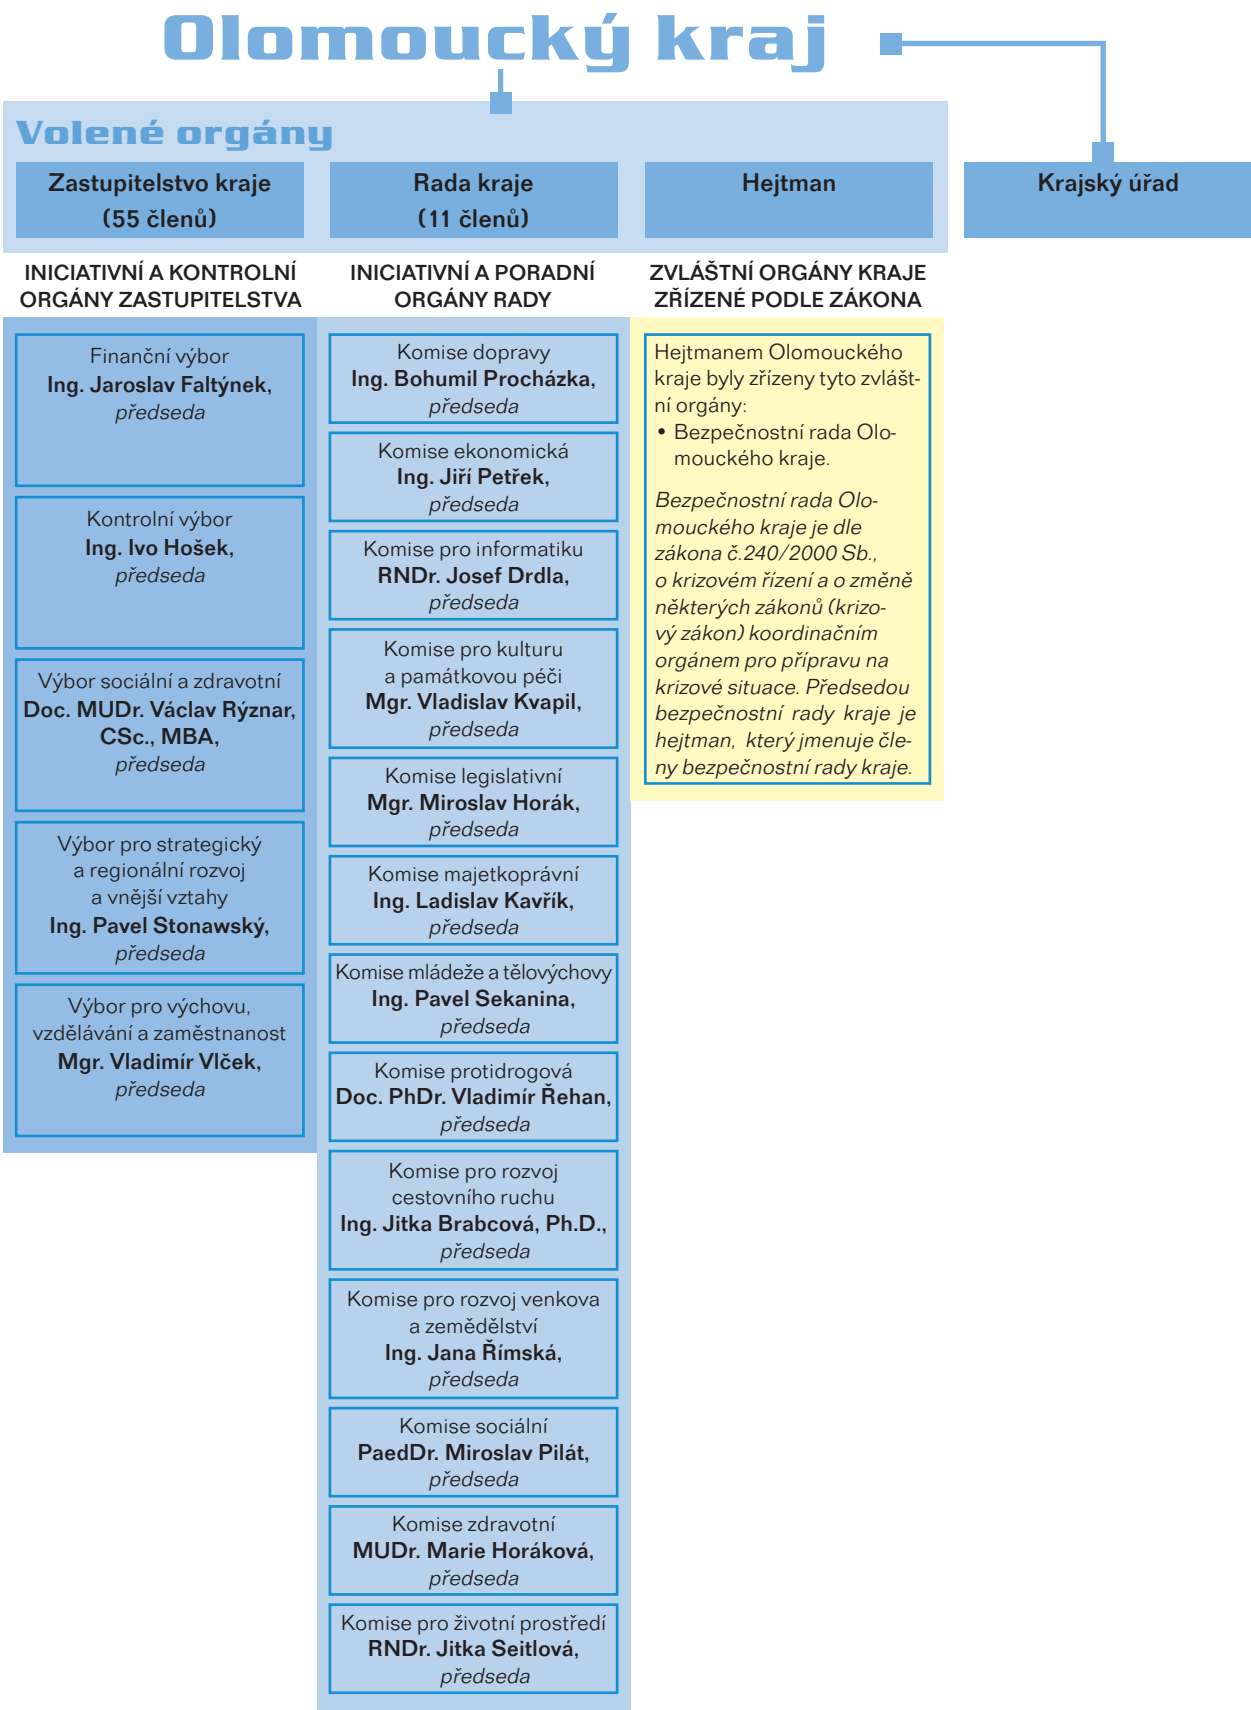 Olomoucký kraj
Volené orgány
Zastupitelstvo kraje
(55 členů)
Rada kraje
(11 členů)
Hejtman
Krajský úřad
INICIATIVNÍ A KONTROLNÍ
ORGÁNY ZASTUPITELSTVA
Finanční výbor
Ing. Jaroslav Faltýnek,
předseda
Kontrolní výbor
Ing. Ivo Hošek,
předseda
Výbor sociální a zdravotní
Doc. MUDr. Václav Rýznar,
CSc., MBA,
předseda
Výbor pro strategický
a regionální rozvoj
a vnější vztahy
Ing. Pavel Stonawský,
předseda
Výbor pro výchovu,
vzdělávání a zaměstnanost
Mgr. Vladimír Vlček,
předseda
INICIATIVNÍ A PORADNÍ
ORGÁNY RADY
Komise dopravy
Ing. Bohumil Procházka,
předseda
Komise ekonomická
Ing. Jiří Petřek,
předseda
Komise pro informatiku
RNDr. Josef Drdla,
předseda
Komise pro kulturu
a památkovou péči
Mgr. Vladislav Kvapil,
předseda
Komise legislativní
Mgr. Miroslav Horák,
předseda
Komise majetkoprávní
Ing. Ladislav Kavřík,
předseda
Komise mládeže a tělovýchovy
Ing. Pavel Sekanina,
předseda
Komise protidrogová
Doc. PhDr. Vladimír Řehan,
předseda
Komise pro rozvoj
cestovního ruchu
Ing. Jitka Brabcová, Ph.D.,
předseda
Komise pro rozvoj venkova
a zemědělství
Ing. Jana Římská,
předseda
Komise sociální
PaedDr. Miroslav Pilát,
předseda
Komise zdravotní
MUDr. Marie Horáková,
předseda
Komise pro životní prostředí
RNDr. Jitka Seitlová,
předseda
ZVLÁŠTNÍ ORGÁNY KRAJE
ZŘÍZENÉ PODLE ZÁKONA
Hejtmanem Olomouckého
kraje byly zřízeny tyto zvlášt-
ní orgány:
• Bezpečnostní rada Olo-
mouckého kraje.
Bezpečnostní rada Olo-
mouckého kraje je dle
zákona č.240/2000 Sb.,
o krizovém řízení a o změně
některých zákonů (krizo-
vý zákon) koordinačním
orgánem pro přípravu na
krizové situace. Předsedou
bezpečnostní rady kraje je
hejtman, který jmenuje čle-
ny bezpečnostní rady kraje.